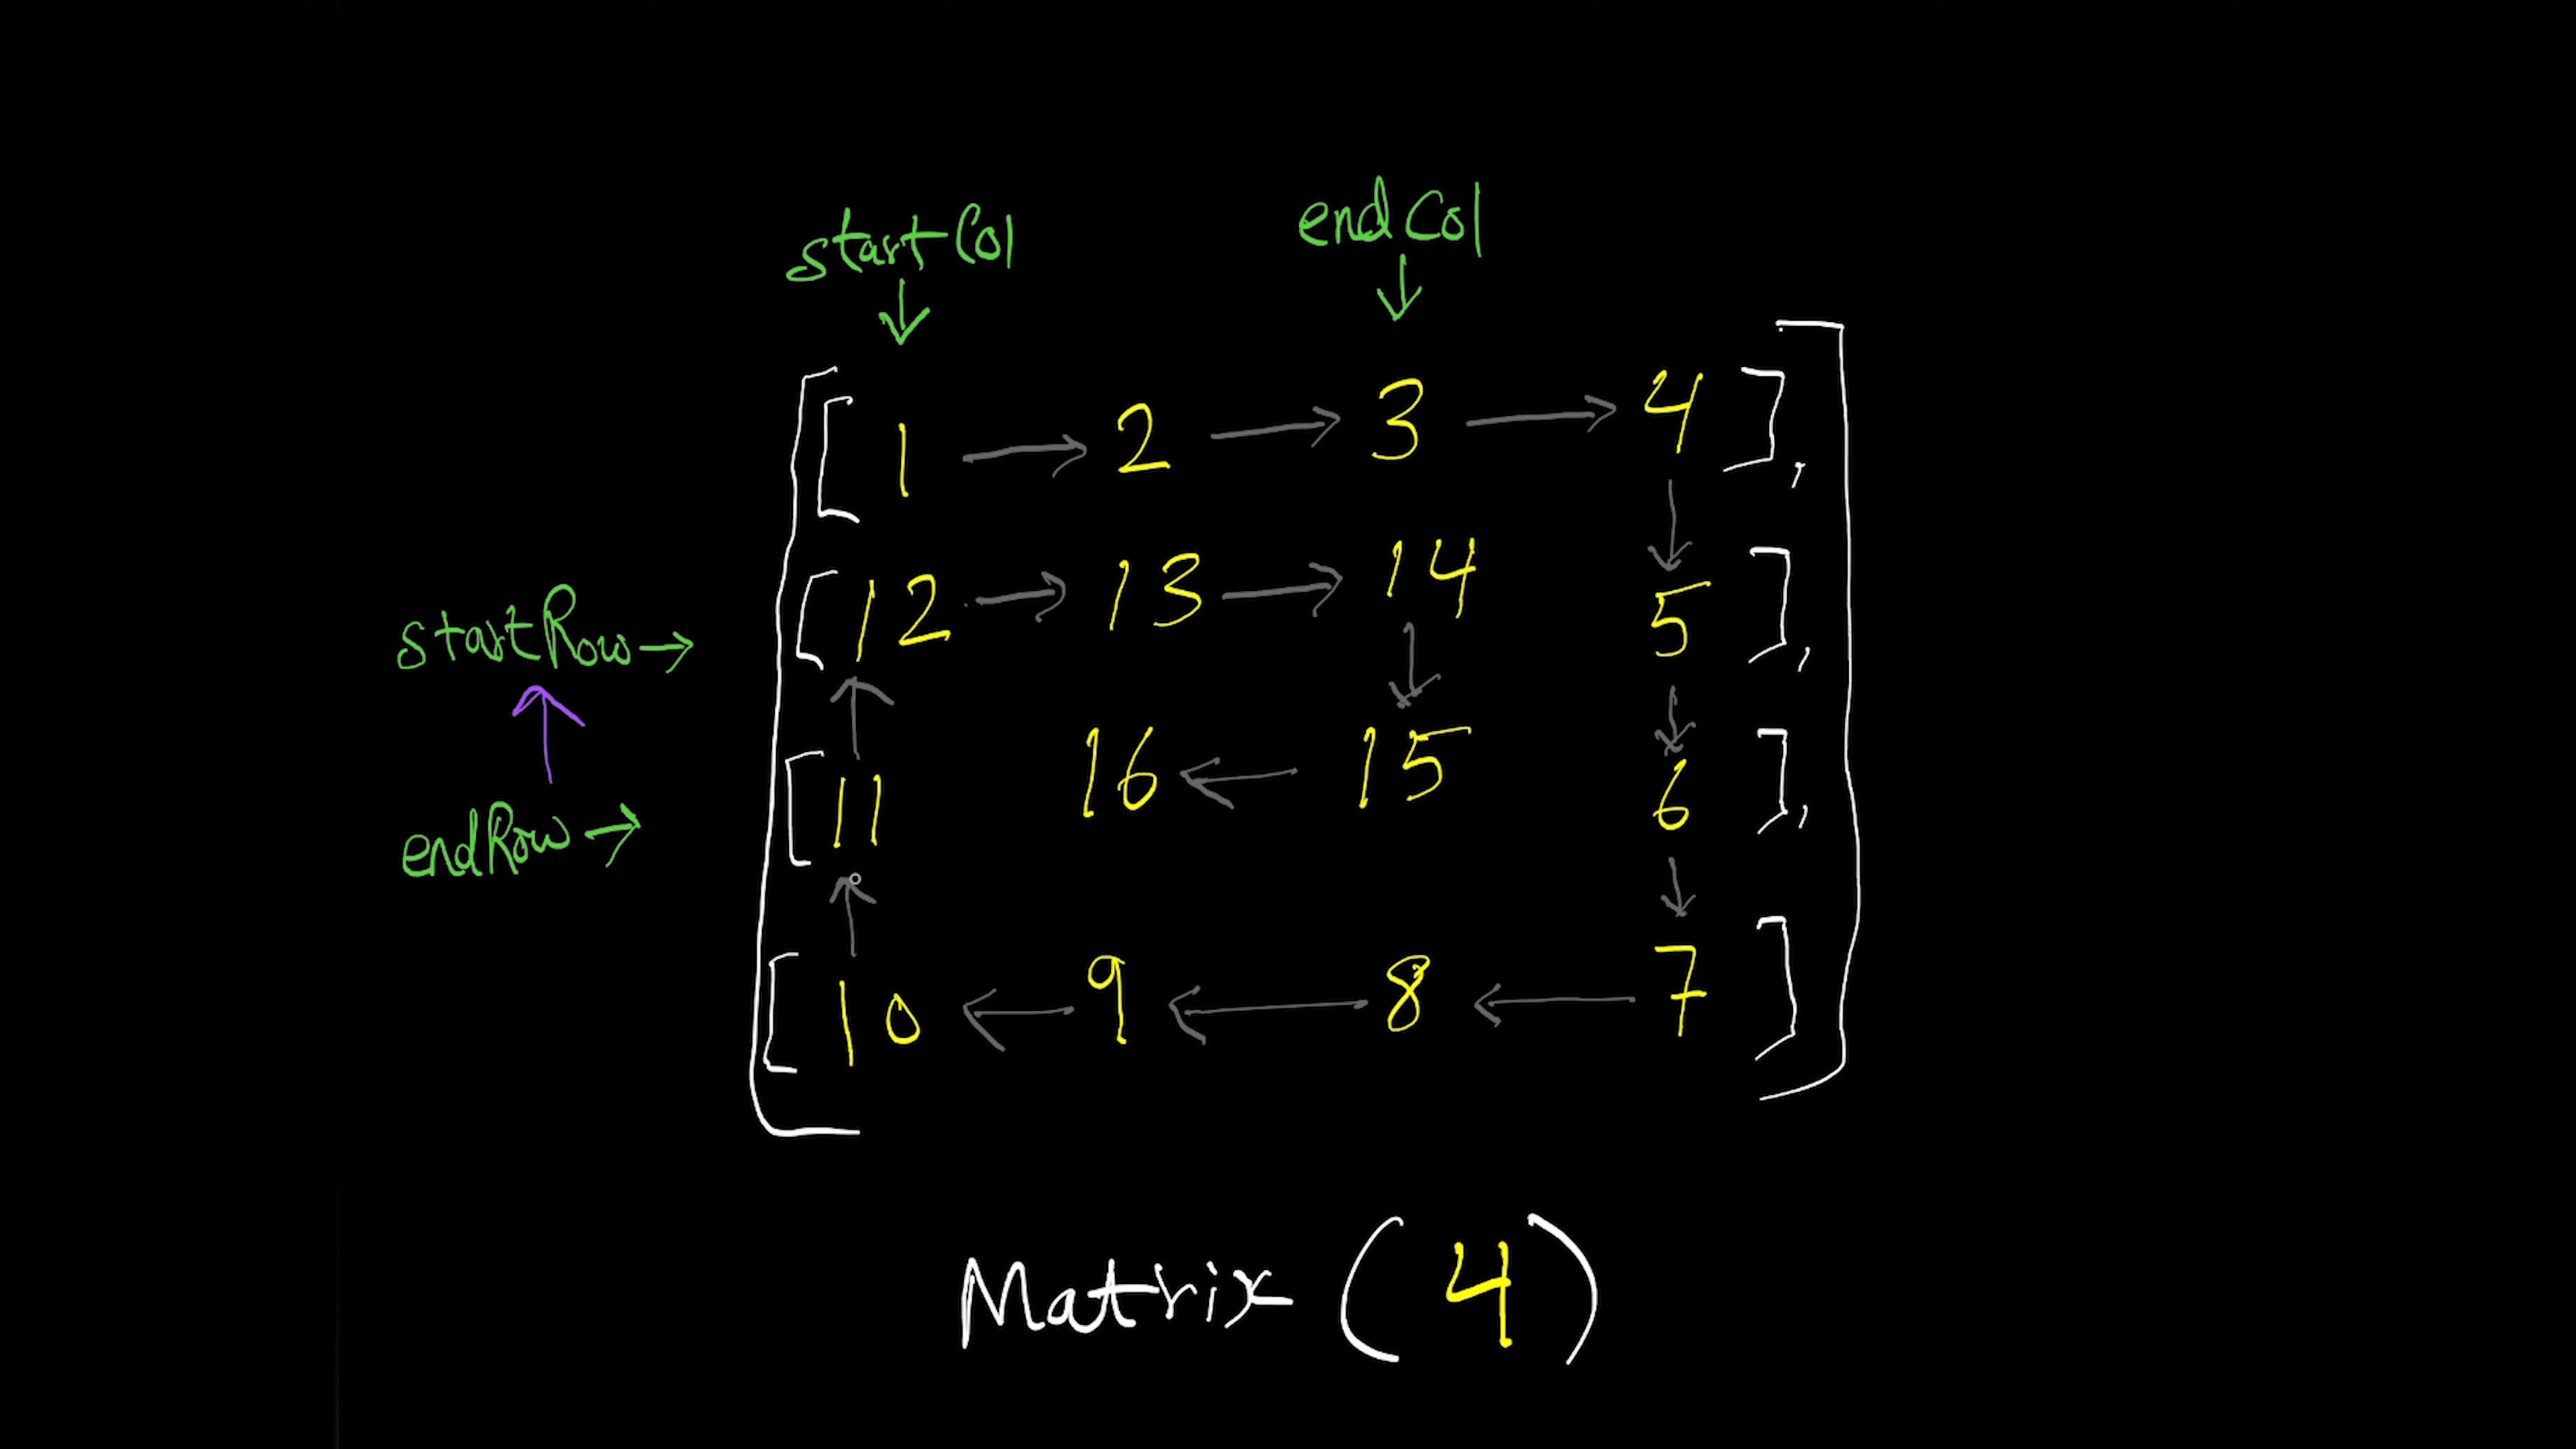 startCol endCol
[[1 → 2 → 3 → 4],
startRow → [12 → 13 → 14 5],
endRow → [11 16 ← 15 6],
[10 ← 9 ← 8 ← 7]]
Matrix (4)